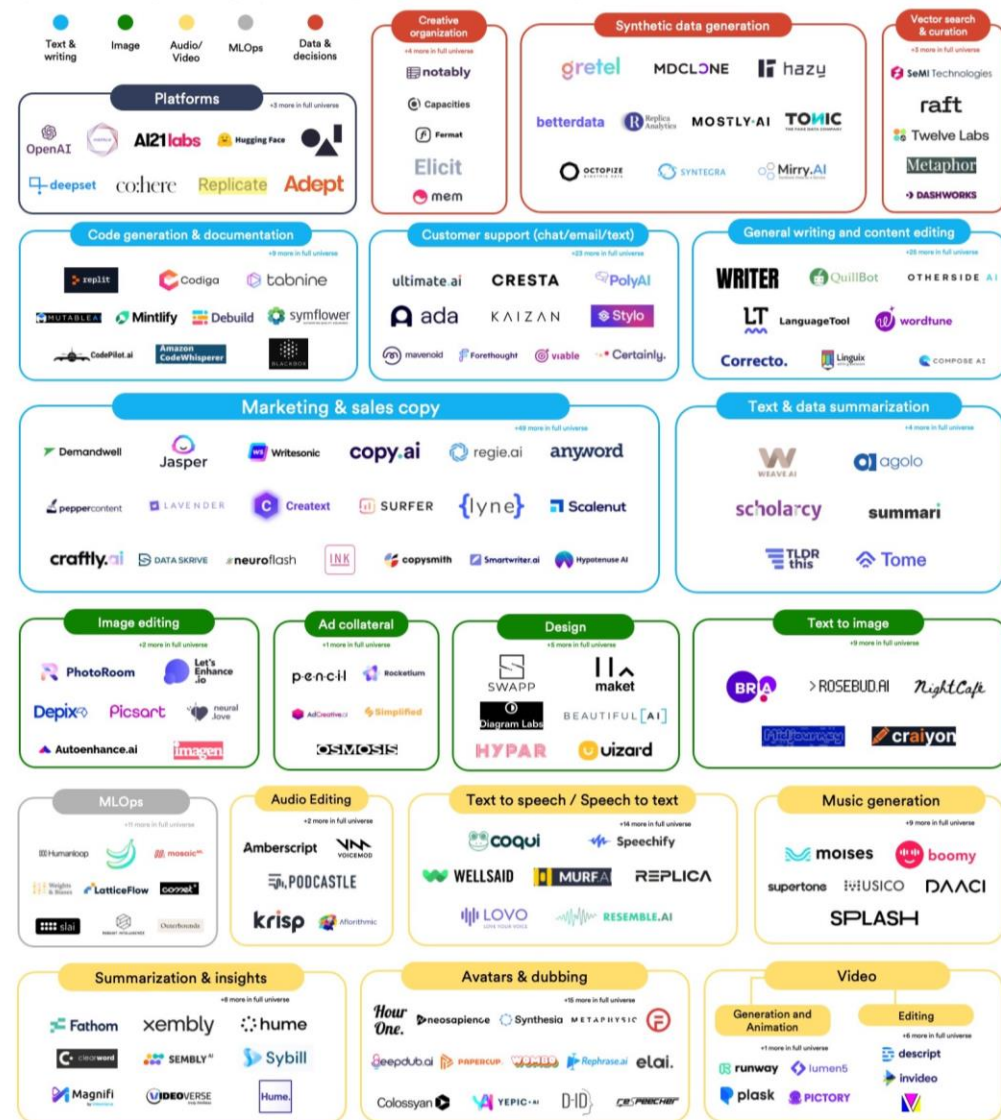 Text & writing
Image
Audio/ Video
MLOps
Data & decisions
Platforms
+3 more in full universe
OpenAI
AI21labs
Hugging Face
deepset
co:here
Replicate
Adept
Creative organization
+4 more in full universe
notably
Capacities
Fermat
Elicit
mem
Synthetic data generation
gretel
MDCLONE
hazy
betterdata
Replica Analytics
MOSTLY·AI
TONIC
THE FAKE DATA COMPANY
OCTOPIZE
SYNTEGRA
Mirry.AI
Vector search & curation
+3 more in full universe
SeMI Technologies
raft
Twelve Labs
Metaphor
DASHWORKS
Code generation & documentation
+9 more in full universe
replit
Codiga
tabnine
MUTABLEAI
Mintlify
Debuild
symflower
CodePilot.ai
Amazon CodeWhisperer
BLACKBOX
Customer support (chat/email/text)
+23 more in full universe
ultimate.ai
CRESTA
PolyAI
ada
KAIZAN
Stylo
mavenoid
Forethought
viable
Certainly.
General writing and content editing
+25 more in full universe
WRITER
QuillBot
OTHERSIDE AI
LT
LanguageTool
wordtune
Correcto.
Linguix
COMPOSE AI
Marketing & sales copy
+49 more in full universe
Demandwell
Jasper
WS
Writesonic
copy.ai
regie.ai
anyword
peppercontent
LAVENDER
C
Creatext
SURFER
{lyne}
Scalenut
craftly.ai
DATA SKRIVE
#neuroflash
INK
copysmith
Smartwriter.ai
Hypotenuse AI
Text & data summarization
+4 more in full universe
WEAVE.AI
agolo
scholarcy
summari
TLDR this
Tome
Image editing
+2 more in full universe
PhotoRoom
Let's Enhance .io
Depix
Picsart
neural .love
Autoenhance.ai
imagen
Ad collateral
+1 more in full universe
pencil
Rocketium
AdCreative.ai
Simplified
OSMOSIS
Design
+5 more in full universe
SWAPP
maket
Diagram Labs
BEAUTIFUL[AI]
HYPAR
uizard
Text to image
+9 more in full universe
BRIA
>ROSEBUD.AI
NightCafe
Midjourney
craiyon
MLOps
+11 more in full universe
Humanloop
mosaic ML
Weights & Biases
LatticeFlow
comet
slai
ROBUST INTELLIGENCE
Outerbounds
Audio Editing
+2 more in full universe
Amberscript
VOICEMOD
PODCASTLE
krisp
Aflorithmic
Text to speech / Speech to text
+14 more in full universe
coqui
Speechify
WELLSAID
MURF.AI
REPLICA
LOVO
LOVE YOUR VOICE
RESEMBLE.AI
Music generation
+9 more in full universe
moises
boomy
supertone
MUSICO
DAACI
SPLASH
Summarization & insights
+8 more in full universe
Fathom
xembly
hume
clearword
SEMBLY AI
Sybill
Magnifi
VIDEOVERSE
Hume.
Avatars & dubbing
+15 more in full universe
Hour One.
neosapience
Synthesia
METAPHYSIC
deepdub.ai
PAPERCUP
WOMBO
Rephrase.ai
elai.
Colossyan
YEPIC·AI
D-ID
RESPEECHER
Video
Generation and Animation
+1 more in full universe
runway
lumen5
plask
PICTORY
Editing
+6 more in full universe
descript
invideo